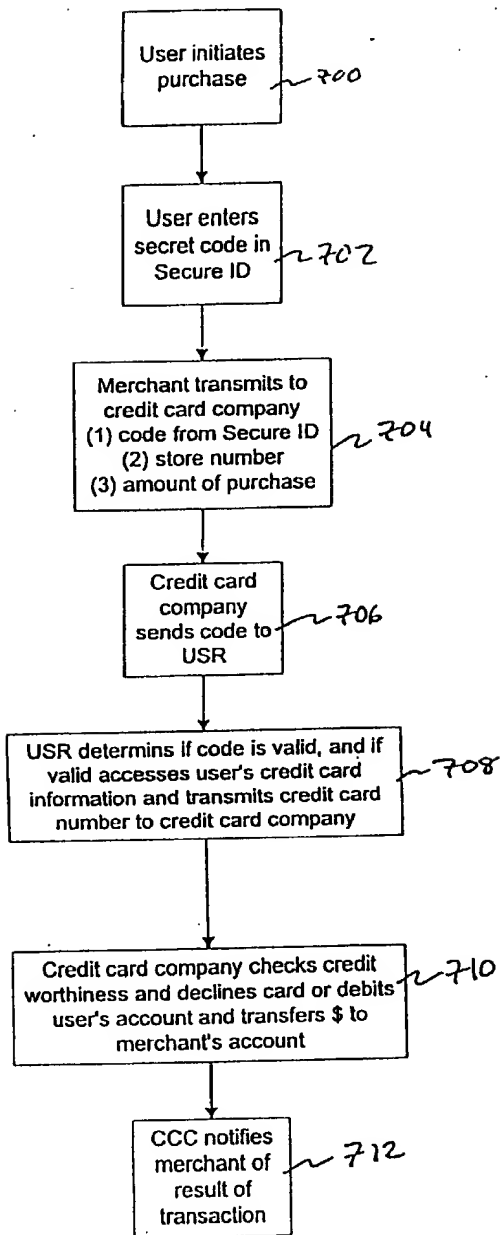 User initiates
purchase
700
User enters
secret code in
Secure ID
702
Merchant transmits to
credit card company
(1) code from Secure ID
(2) store number
(3) amount of purchase
704
Credit card
company
sends code to
USR
706
USR determins if code is valid, and if
valid accesses user's credit card
information and transmits credit card
number to credit card company
708
Credit card company checks credit
worthiness and declines card or debits
user's account and transfers $ to
merchant's account
710
CCC notifies
merchant of
result of
transaction
712